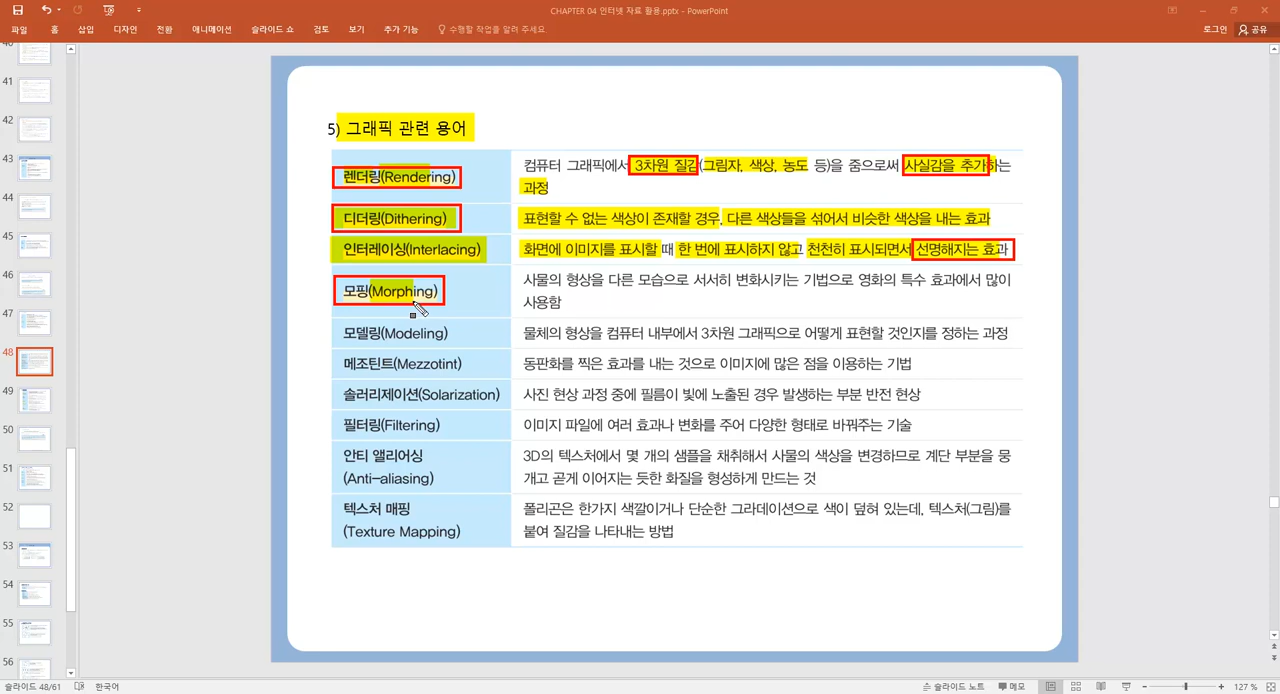 CHAPTER 04 인터넷 자료 활용.pptx - PowerPoint
파일 홈 삽입 디자인 전환 애니메이션 슬라이드 쇼 검토 보기 추가 기능 수행할 작업을 알려 주세요. 로그인 공유
41
42
43
44
45
46
47
48
49
50
51
52
53
54
55
56
5) 그래픽 관련 용어
렌더링(Rendering) 컴퓨터 그래픽에서 3차원 질감(그림자, 색상, 농도 등)을 줌으로써 사실감을 추가하는
과정
디더링(Dithering) 표현할 수 없는 색상이 존재할 경우, 다른 색상들을 섞어서 비슷한 색상을 내는 효과
인터레이싱(Interlacing) 화면에 이미지를 표시할 때 한 번에 표시하지 않고 천천히 표시되면서 선명해지는 효과
모핑(Morphing) 사물의 형상을 다른 모습으로 서서히 변화시키는 기법으로 영화의 특수 효과에서 많이
사용함
모델링(Modeling) 물체의 형상을 컴퓨터 내부에서 3차원 그래픽으로 어떻게 표현할 것인지를 정하는 과정
메조틴트(Mezzotint) 동판화를 찍은 효과를 내는 것으로 이미지에 많은 점을 이용하는 기법
솔러리제이션(Solarization) 사진 현상 과정 중에 필름이 빛에 노출된 경우 발생하는 부분 반전 현상
필터링(Filtering) 이미지 파일에 여러 효과나 변화를 주어 다양한 형태로 바꿔주는 기술
안티 앨리어싱 3D의 텍스처에서 몇 개의 샘플을 채취해서 사물의 색상을 변경하므로 계단 부분을 뭉
(Anti-aliasing) 개고 곧게 이어지는 듯한 화질을 형성하게 만드는 것
텍스처 매핑 폴리곤은 한가지 색깔이거나 단순한 그라데이션으로 색이 덮혀 있는데, 텍스처(그림)를
(Texture Mapping) 붙여 질감을 나타내는 방법
슬라이드 48/61 한국어 슬라이드 노트 메모 127 %